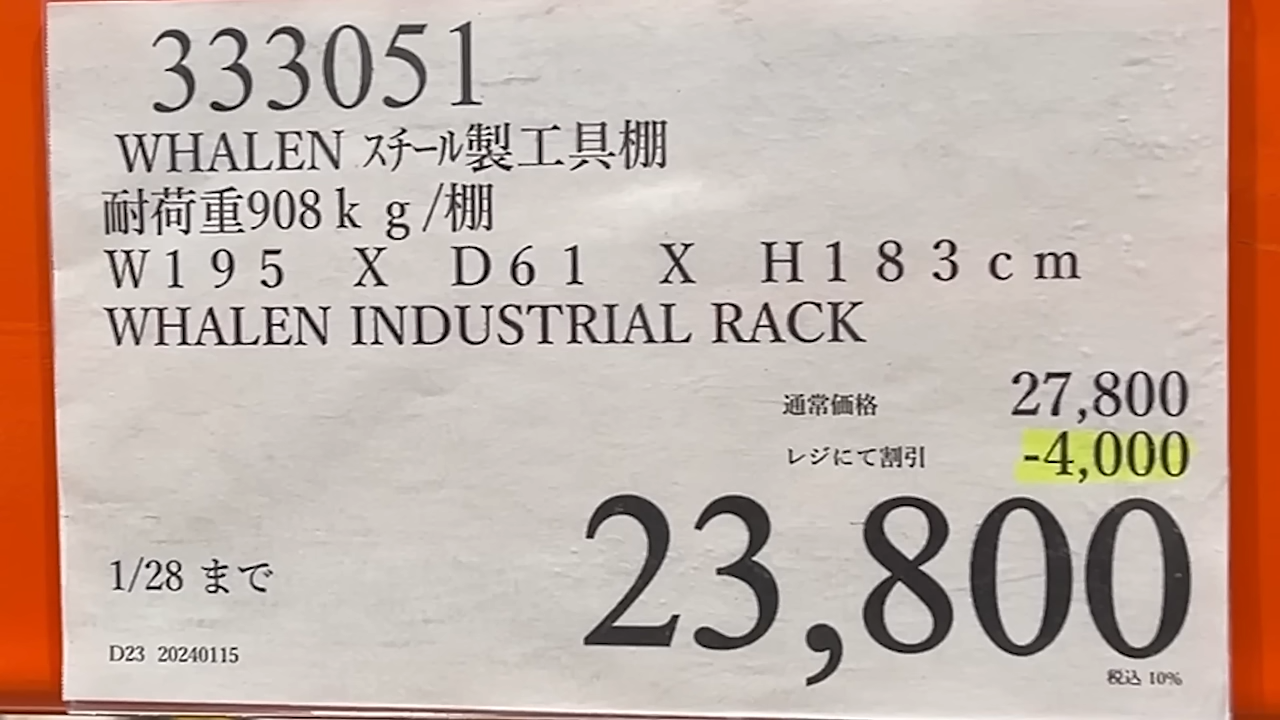 333051
WHALEN ｽﾁｰﾙ製工具棚
耐荷重908ｋｇ/棚
Ｗ１９５　Ｘ　Ｄ６１　Ｘ　Ｈ１８３ｃｍ
WHALEN INDUSTRIAL RACK
通常価格 27,800
レジにて割引 -4,000
23,800
1/28 まで
D23 20240115
税込 10%